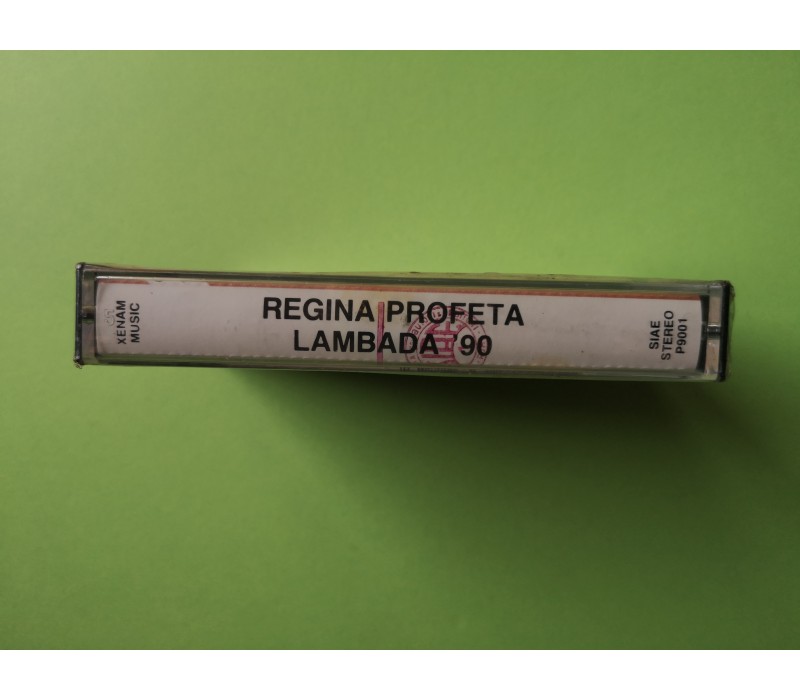 XENAM
MUSIC
REGINA PROFETA
LAMBADA '90
SIAE
STEREO
P9001